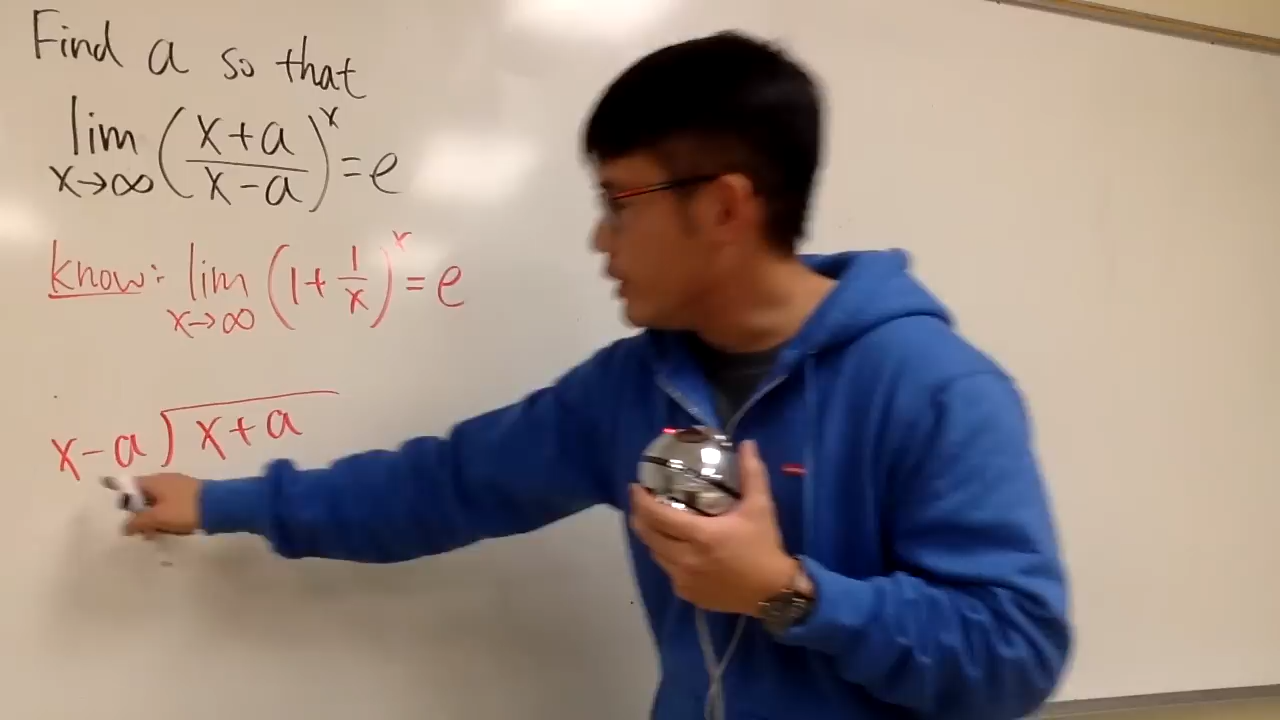 Find a so that
lim x→∞ (x+a / x-a)^x = e
know: lim x→∞ (1 + 1/x)^x = e
x-a ) x+a